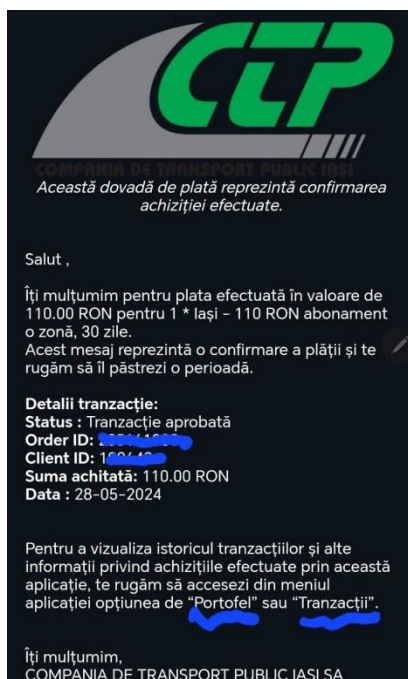 CTP
COMPANIA DE TRANSPORT PUBLIC IAȘI
Această dovadă de plată reprezintă confirmarea
achiziției efectuate.
Salut ,
Îți mulțumim pentru plata efectuată în valoare de
110.00 RON pentru 1 * Iași - 110 RON abonament
o zonă, 30 zile.
Acest mesaj reprezintă o confirmare a plății și te
rugăm să îl păstrezi o perioadă.
Detalii tranzacție:
Status : Tranzacție aprobată
Order ID:
Client ID:
Suma achitată: 110.00 RON
Data : 28-05-2024
Pentru a vizualiza istoricul tranzacțiilor și alte
informații privind achizițiile efectuate prin această
aplicație, te rugăm să accesezi din meniul
aplicației opțiunea de “Portofel” sau “Tranzacții”.
Îți mulțumim,
COMPANIA DE TRANSPORT PUBLIC IASI SA